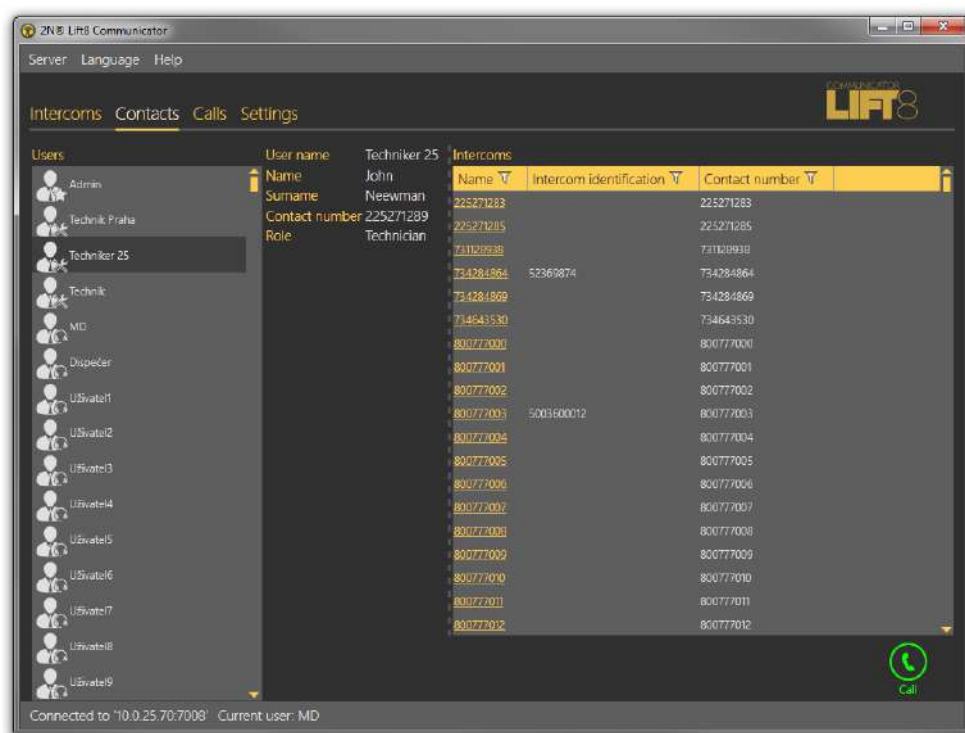 2N® Lift8 Communicator
Server Language Help
COMMUNICATOR
LIFT8
Intercoms Contacts Calls Settings
Users
Admin
Technik Praha
Techniker 25
Technik
MD
Dispečer
Uživatel1
Uživatel2
Uživatel3
Uživatel4
Uživatel5
Uživatel6
Uživatel7
Uživatel8
Uživatel9
User name Techniker 25
Name John
Surname Neewman
Contact number 225271289
Role Technician
Intercoms
Name Intercom identification Contact number
225271283 225271283
225271285 225271285
731128938 731128938
734284864 52369874 734284864
734284869 734284869
734643530 734643530
800777000 800777000
800777001 800777001
800777002 800777002
800777003 5003600012 800777003
800777004 800777004
800777005 800777005
800777006 800777006
800777007 800777007
800777008 800777008
800777009 800777009
800777010 800777010
800777011 800777011
800777012 800777012
Call
Connected to '10.0.25.70:7008' Current user: MD